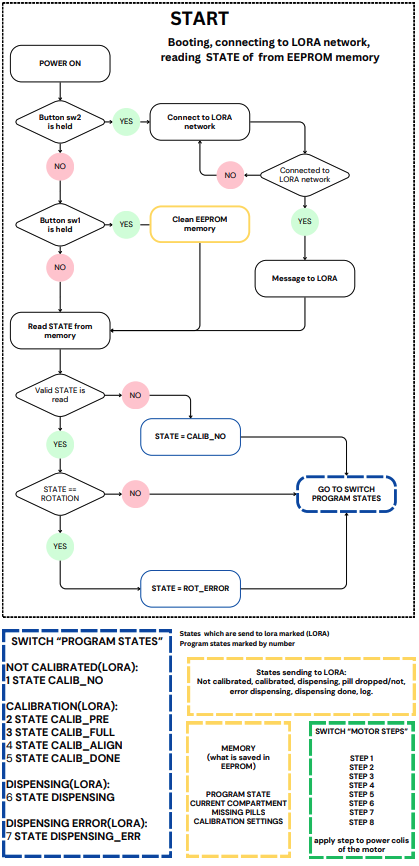 START
Booting, connecting to LORA network,
reading STATE of from EEPROM memory
POWER ON
Button sw2
is held
YES
Connect to LORA
network
NO
NO
Connected to
LORA network
Button sw1
is held
YES
Clean EEPROM
memory
YES
NO
Message to LORA
Read STATE from
memory
Valid STATE is
read
NO
STATE = CALIB_NO
YES
STATE ==
ROTATION
NO
GO TO SWITCH
PROGRAM STATES
YES
STATE = ROT_ERROR
SWITCH “PROGRAM STATES”
NOT CALIBRATED(LORA):
1 STATE CALIB_NO
CALIBRATION(LORA):
2 STATE CALIB_PRE
3 STATE CALIB_FULL
4 STATE CALIB_ALIGN
5 STATE CALIB_DONE
DISPENSING(LORA):
6 STATE DISPENSING
DISPENSING ERROR(LORA):
7 STATE DISPENSING_ERR
States which are send to lora marked (LORA)
Program states marked by number
States sending to LORA:
Not calibrated, calibrated, dispensing, pill dropped/not,
error dispensing, dispensing done, log.
MEMORY
(what is saved in
EEPROM)
PROGRAM STATE
CURRENT COMPARTMENT
MISSING PILLS
CALIBRATION SETTINGS
SWITCH “MOTOR STEPS”
STEP 1
STEP 2
STEP 3
STEP 4
STEP 5
STEP 6
STEP 7
STEP 8
apply step to power colis
of the motor